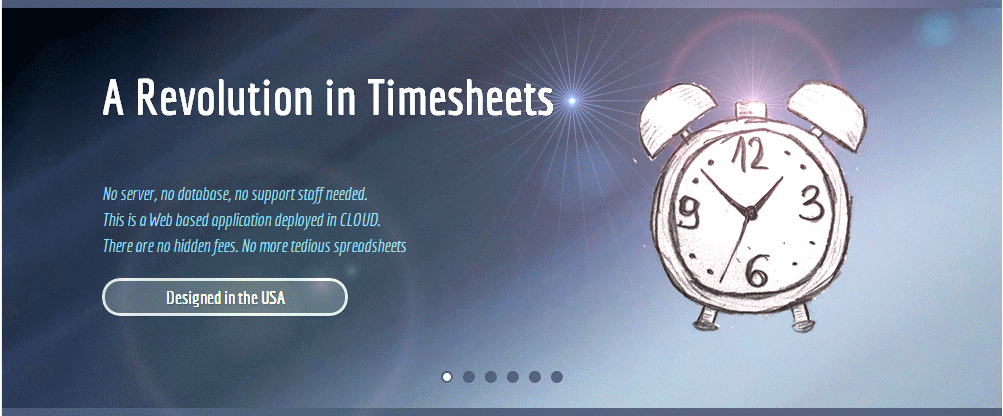 A Revolution in Timesheets
No server, no database, no support staff needed.
This is a Web based application deployed in CLOUD.
There are no hidden fees. No more tedious spreadsheets
Designed in the USA
12
9
3
6